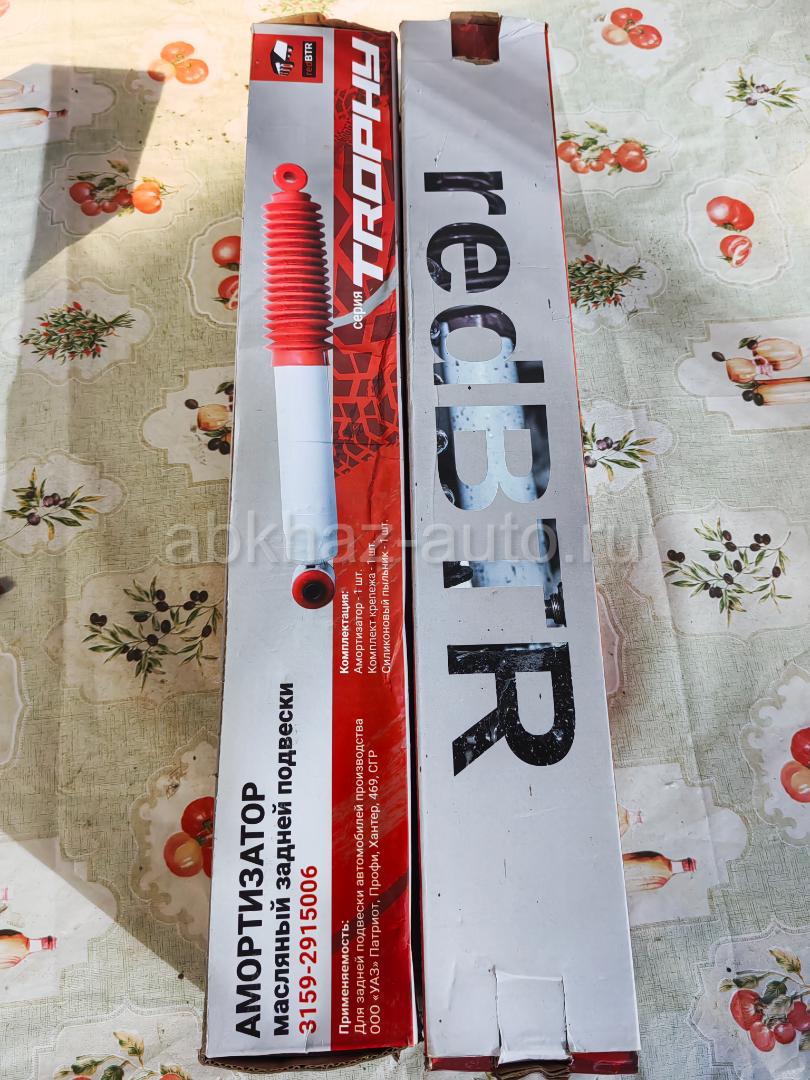 redBTR
серия TROPHY
АМОРТИЗАТОР
масляный задней подвески
3159-2915006
Комплектация:
Амортизатор - 1 шт.
Комплект крепежа - 1 шт.
Силиконовый пыльник - 1 шт.
Применяемость:
Для задней подвески автомобилей производства
ООО «УАЗ» Патриот, Профи, Хантер, 469, СГР
redBTR
abkhaz-auto.ru